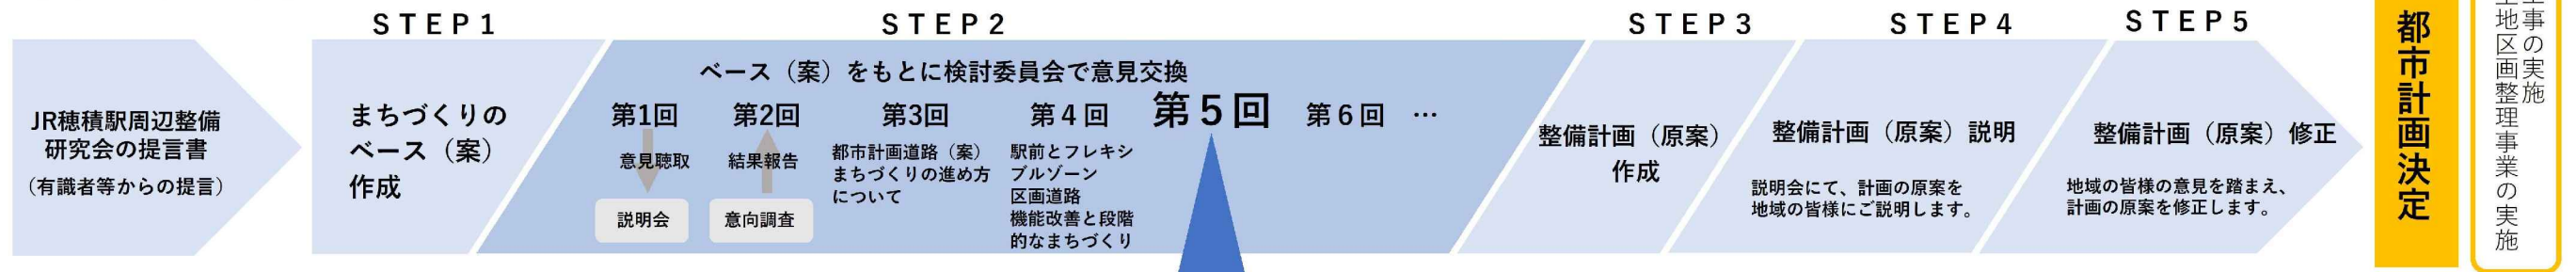 JR穂積駅周辺整備
研究会の提言書
（有識者等からの提言）
ＳＴＥＰ１
まちづくりの
ベース（案）
作成
ＳＴＥＰ２
ベース（案）をもとに検討委員会で意見交換
第1回
意見聴取
説明会
第2回
結果報告
意向調査
第3回
都市計画道路（案）
まちづくりの進め方
について
第４回
駅前とフレキシ
ブルゾーン
区画道路
機能改善と段階
的なまちづくり
第５回
第６回
…
ＳＴＥＰ３
整備計画（原案）
作成
ＳＴＥＰ４
整備計画（原案）説明
説明会にて、計画の原案を
地域の皆様にご説明します。
ＳＴＥＰ５
整備計画（原案）修正
地域の皆様の意見を踏まえ、
計画の原案を修正します。
都市計画決定
事の実施
地区画整理事業の実施